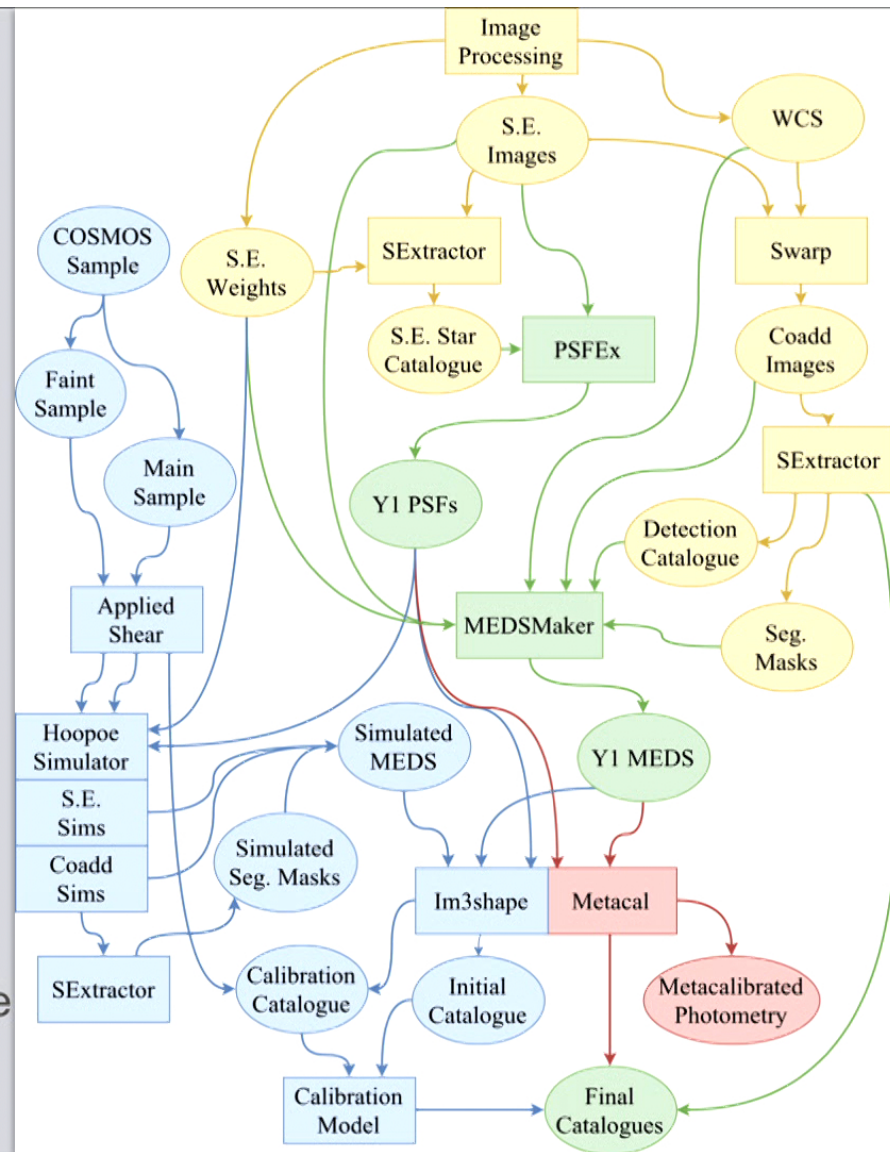 Image
Processing
S.E.
Images
WCS
COSMOS
Sample
S.E.
Weights
SExtractor
Swarp
Faint
Sample
S.E. Star
Catalogue
PSFEx
Coadd
Images
Main
Sample
Y1 PSFs
SExtractor
Detection
Catalogue
Applied
Shear
MEDSMaker
Seg.
Masks
Hoopoe
Simulator
Simulated
MEDS
Y1 MEDS
S.E.
Sims
Coadd
Sims
Simulated
Seg. Masks
Im3shape
Metacal
e
SExtractor
Calibration
Catalogue
Initial
Catalogue
Metacalibrated
Photometry
Calibration
Model
Final
Catalogues